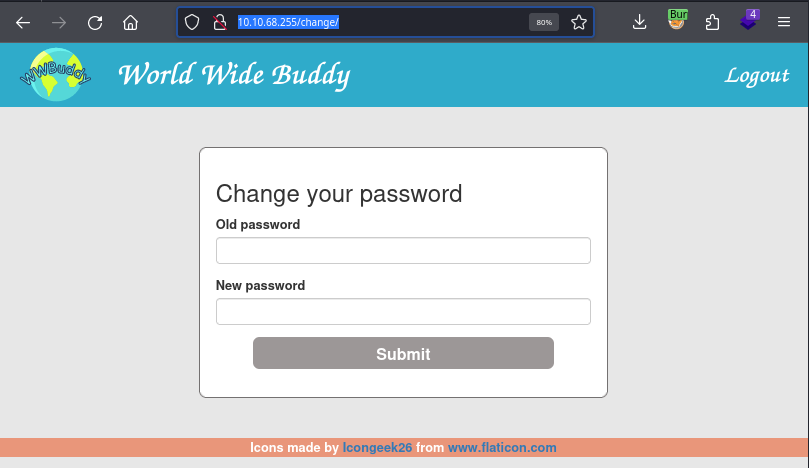 10.10.68.255/change/
80%
Bur
4
WWBuddy
World Wide Buddy
Logout
Change your password
Old password
New password
Submit
Icons made by Icongeek26 from www.flaticon.com